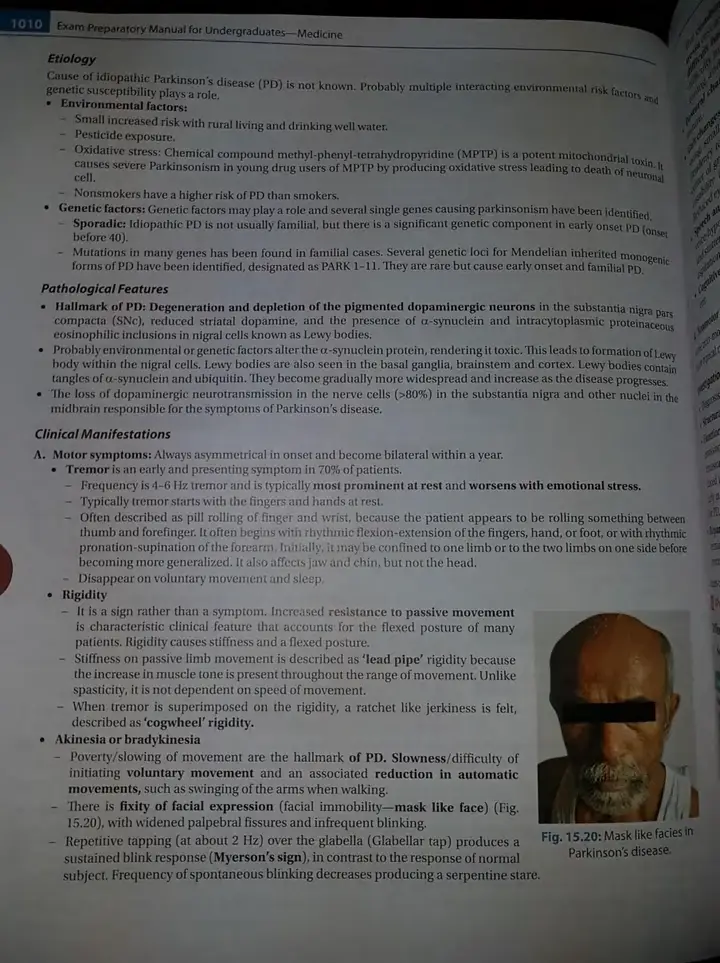 1010 Exam Preparatory Manual for Undergraduates—Medicine
Etiology
Cause of idiopathic Parkinson's disease (PD) is not known. Probably multiple interacting environmental risk factors and
genetic susceptibility plays a role.
• Environmental factors:
– Small increased risk with rural living and drinking well water.
– Pesticide exposure.
– Oxidative stress: Chemical compound methyl-phenyl-tetrahydropyridine (MPTP) is a potent mitochondrial toxin. It
causes severe Parkinsonism in young drug users of MPTP by producing oxidative stress leading to death of neuronal
cell.
– Nonsmokers have a higher risk of PD than smokers.
• Genetic factors: Genetic factors may play a role and several single genes causing parkinsonism have been identified.
– Sporadic: Idiopathic PD is not usually familial, but there is a significant genetic component in early onset PD (onset
before 40).
– Mutations in many genes has been found in familial cases. Several genetic loci for Mendelian inherited monogenic
forms of PD have been identified, designated as PARK 1–11. They are rare but cause early onset and familial PD.
Pathological Features
• Hallmark of PD: Degeneration and depletion of the pigmented dopaminergic neurons in the substantia nigra pars
compacta (SNc), reduced striatal dopamine, and the presence of α-synuclein and intracytoplasmic proteinaceous
eosinophilic inclusions in nigral cells known as Lewy bodies.
• Probably environmental or genetic factors alter the α-synuclein protein, rendering it toxic. This leads to formation of Lewy
body within the nigral cells. Lewy bodies are also seen in the basal ganglia, brainstem and cortex. Lewy bodies contain
tangles of α-synuclein and ubiquitin. They become gradually more widespread and increase as the disease progresses.
• The loss of dopaminergic neurotransmission in the nerve cells (>80%) in the substantia nigra and other nuclei in the
midbrain responsible for the symptoms of Parkinson's disease.
Clinical Manifestations
A. Motor symptoms: Always asymmetrical in onset and become bilateral within a year.
• Tremor is an early and presenting symptom in 70% of patients.
– Frequency is 4–6 Hz tremor and is typically most prominent at rest and worsens with emotional stress.
– Typically tremor starts with the fingers and hands at rest.
– Often described as pill rolling of finger and wrist, because the patient appears to be rolling something between
thumb and forefinger. It often begins with rhythmic flexion-extension of the fingers, hand, or foot, or with rhythmic
pronation-supination of the forearm. Initially, it may be confined to one limb or to the two limbs on one side before
becoming more generalized. It also affects jaw and chin, but not the head.
– Disappear on voluntary movement and sleep.
• Rigidity
– It is a sign rather than a symptom. Increased resistance to passive movement
is characteristic clinical feature that accounts for the flexed posture of many
patients. Rigidity causes stiffness and a flexed posture.
– Stiffness on passive limb movement is described as ‘lead pipe’ rigidity because
the increase in muscle tone is present throughout the range of movement. Unlike
spasticity, it is not dependent on speed of movement.
– When tremor is superimposed on the rigidity, a ratchet like jerkiness is felt,
described as ‘cogwheel’ rigidity.
• Akinesia or bradykinesia
– Poverty/slowing of movement are the hallmark of PD. Slowness/difficulty of
initiating voluntary movement and an associated reduction in automatic
movements, such as swinging of the arms when walking.
– There is fixity of facial expression (facial immobility—mask like face) (Fig.
15.20), with widened palpebral fissures and infrequent blinking.
– Repetitive tapping (at about 2 Hz) over the glabella (Glabellar tap) produces a
sustained blink response (Myerson's sign), in contrast to the response of normal
subject. Frequency of spontaneous blinking decreases producing a serpentine stare.
Fig. 15.20: Mask like facies in
Parkinson's disease.